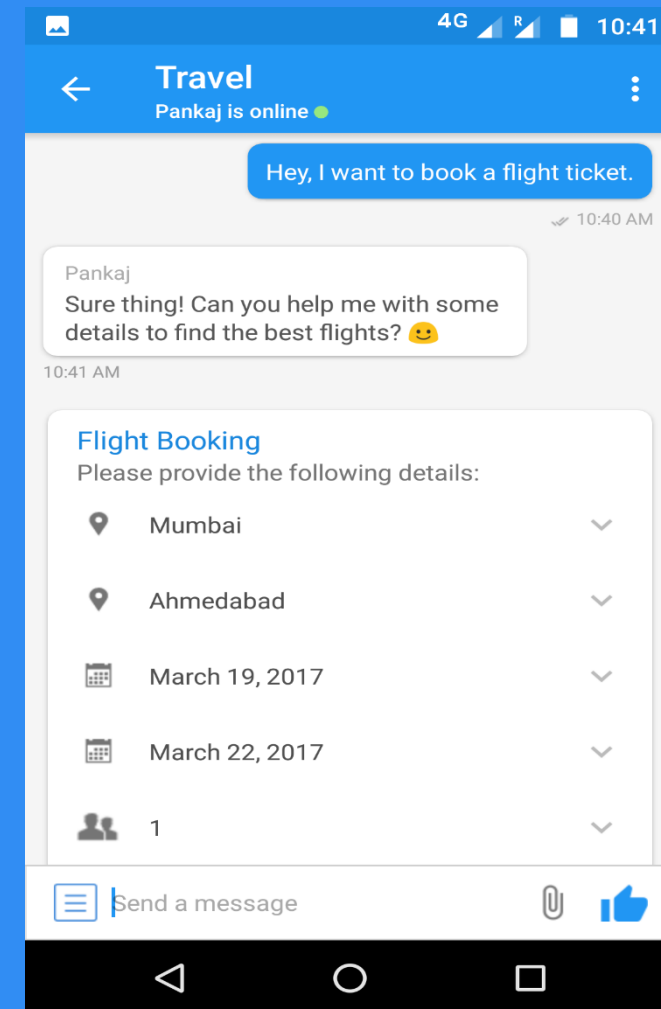 4G R 10:41
Travel
Pankaj is online
Hey, I want to book a flight ticket.
10:40 AM
Pankaj
Sure thing! Can you help me with some
details to find the best flights? 🙂
10:41 AM
Flight Booking
Please provide the following details:
Mumbai
Ahmedabad
March 19, 2017
March 22, 2017
1
Send a message